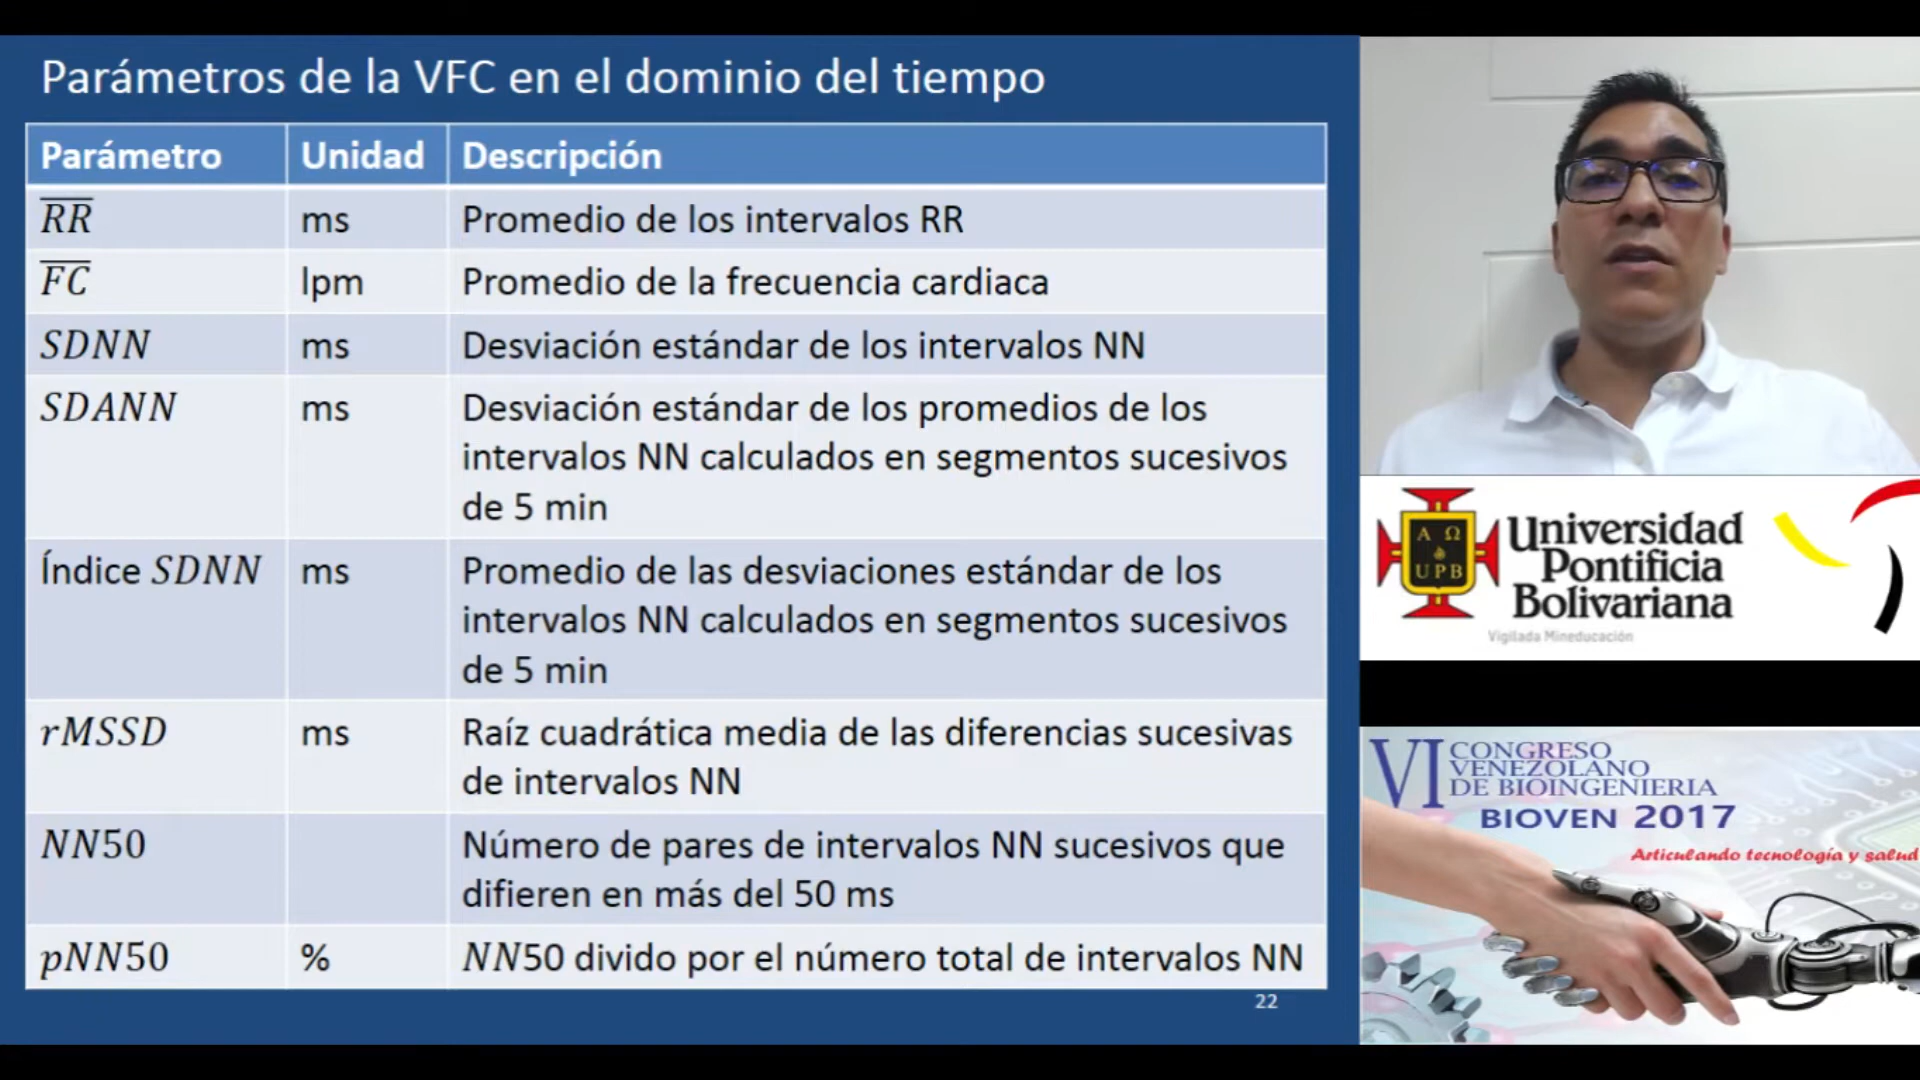 Parámetros de la VFC en el dominio del tiempo
Parámetro Unidad Descripción
RR ms Promedio de los intervalos RR
FC lpm Promedio de la frecuencia cardiaca
SDNN ms Desviación estándar de los intervalos NN
SDANN ms Desviación estándar de los promedios de los
intervalos NN calculados en segmentos sucesivos
de 5 min
Índice SDNN ms Promedio de las desviaciones estándar de los
intervalos NN calculados en segmentos sucesivos
de 5 min
rMSSD ms Raíz cuadrática media de las diferencias sucesivas
de intervalos NN
NN50 Número de pares de intervalos NN sucesivos que
difieren en más del 50 ms
pNN50 % NN50 divido por el número total de intervalos NN
22
A Ω
UPB
Universidad
Pontificia
Bolivariana
Vigilada Mineducación
VI CONGRESO
VENEZOLANO
DE BIOINGENIERIA
BIOVEN 2017
Articulando tecnología y salud